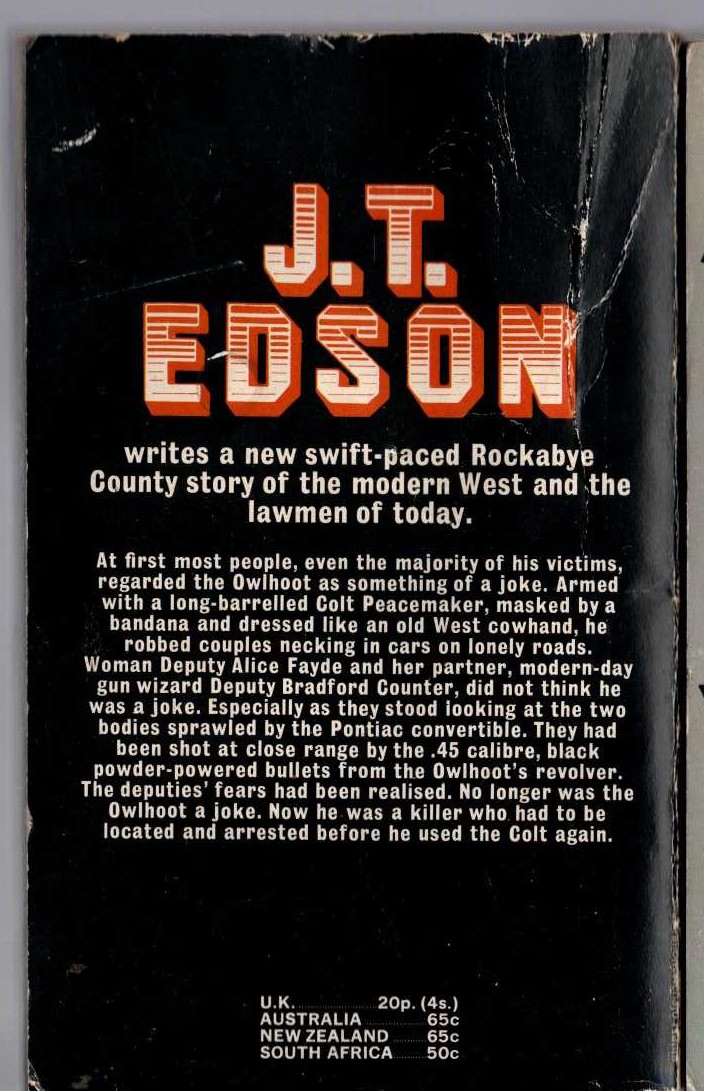 J.T.
EDSON
writes a new swift-paced Rockabye
County story of the modern West and the
lawmen of today.
At first most people, even the majority of his victims,
regarded the Owlhoot as something of a joke. Armed
with a long-barrelled Colt Peacemaker, masked by a
bandana and dressed like an old West cowhand, he
robbed couples necking in cars on lonely roads.
Woman Deputy Alice Fayde and her partner, modern-day
gun wizard Deputy Bradford Counter, did not think he
was a joke. Especially as they stood looking at the two
bodies sprawled by the Pontiac convertible. They had
been shot at close range by the .45 calibre, black
powder-powered bullets from the Owlhoot's revolver.
The deputies' fears had been realised. No longer was the
Owlhoot a joke. Now he was a killer who had to be
located and arrested before he used the Colt again.
U.K. 20p. (4s.)
AUSTRALIA 65c
NEW ZEALAND 65c
SOUTH AFRICA 50c